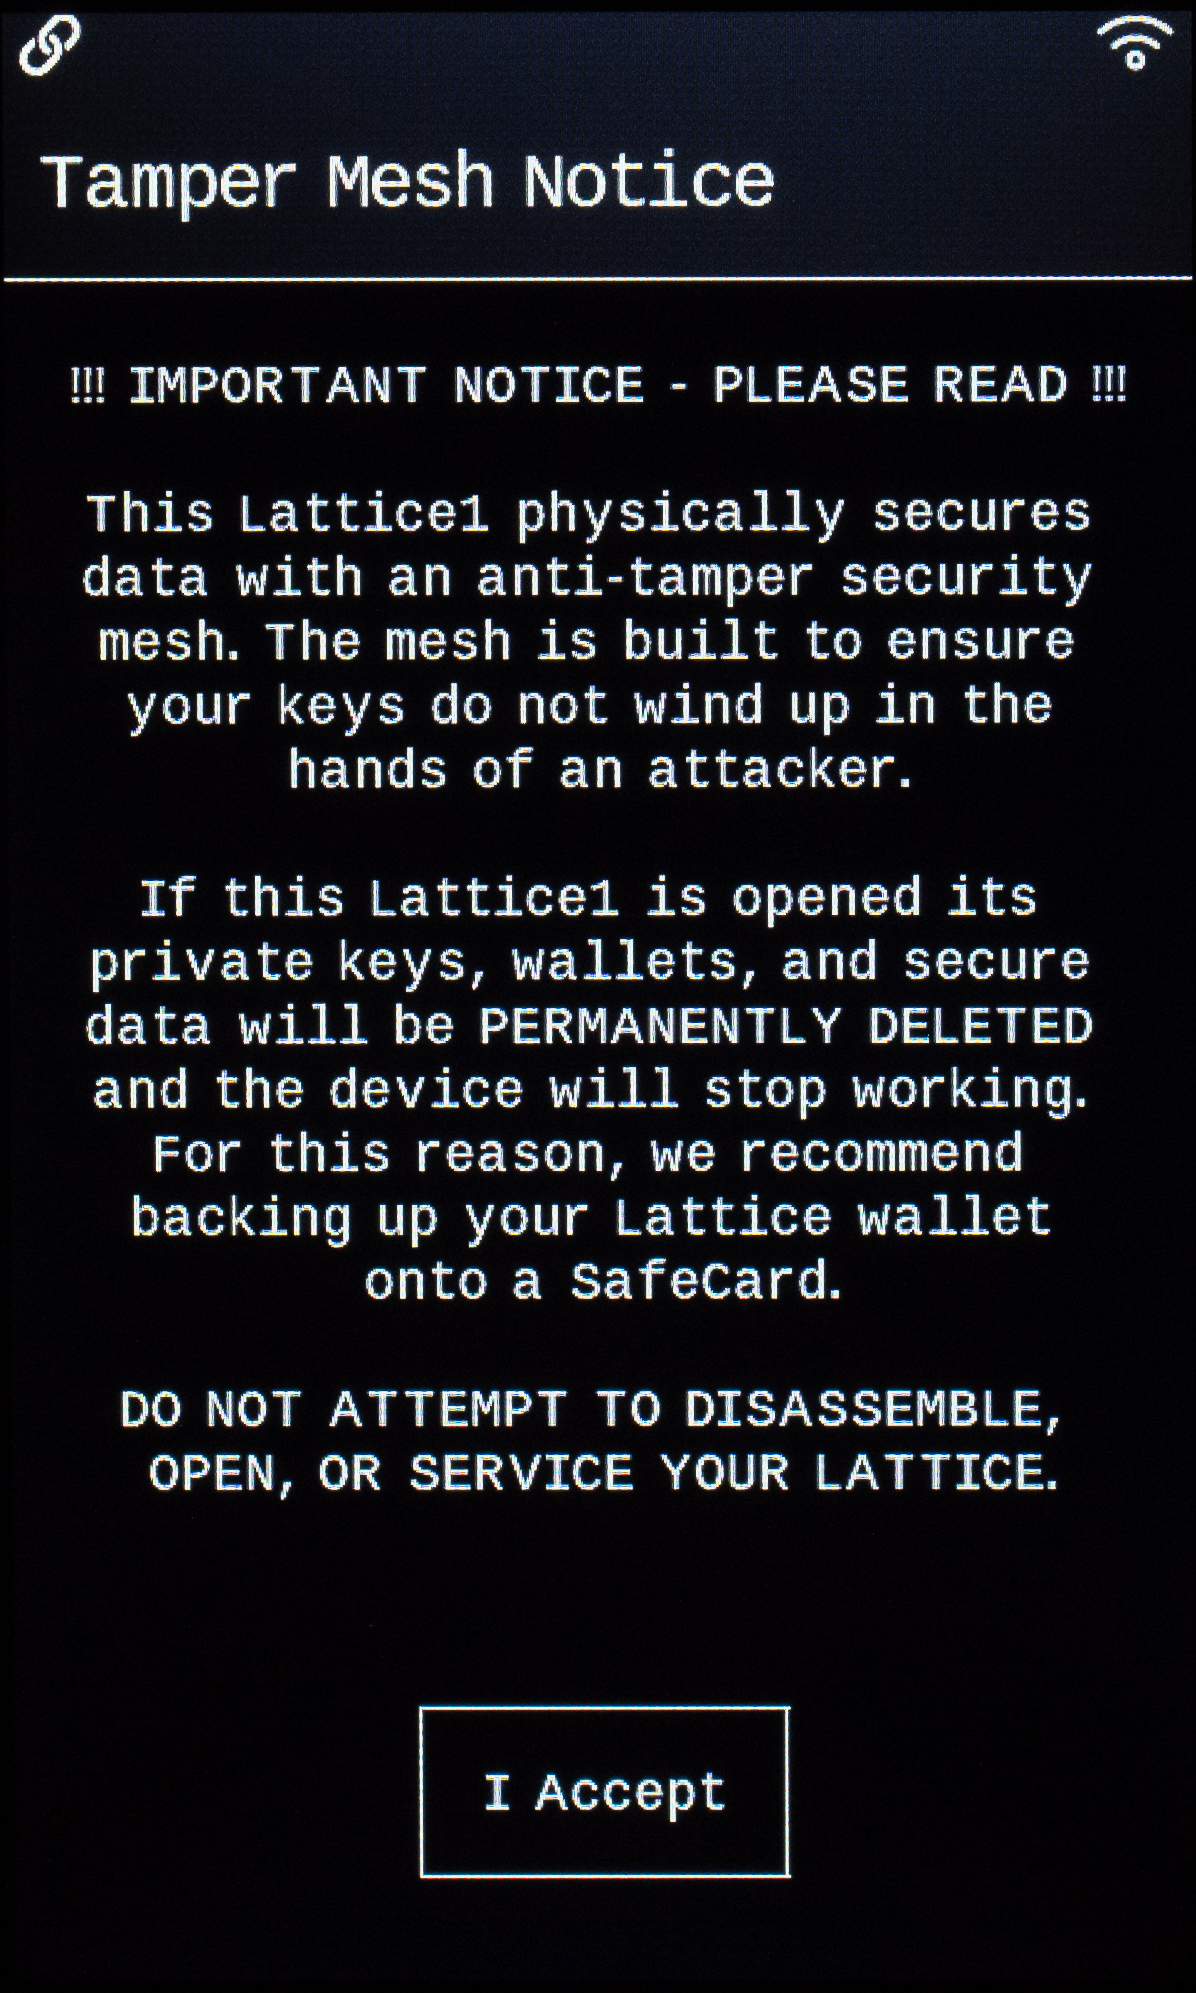 Tamper Mesh Notice
!!! IMPORTANT NOTICE - PLEASE READ !!!
This Lattice1 physically secures
data with an anti-tamper security
mesh. The mesh is built to ensure
your keys do not wind up in the
hands of an attacker.
If this Lattice1 is opened its
private keys, wallets, and secure
data will be PERMANENTLY DELETED
and the device will stop working.
For this reason, we recommend
backing up your Lattice wallet
onto a SafeCard.
DO NOT ATTEMPT TO DISASSEMBLE,
OPEN, OR SERVICE YOUR LATTICE.
I Accept